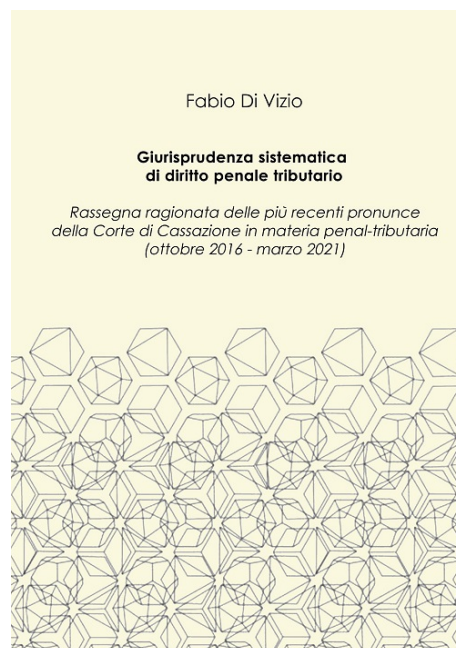 Fabio Di Vizio
Giurisprudenza sistematica
di diritto penale tributario
Rassegna ragionata delle più recenti pronunce
della Corte di Cassazione in materia penal-tributaria
(ottobre 2016 - marzo 2021)